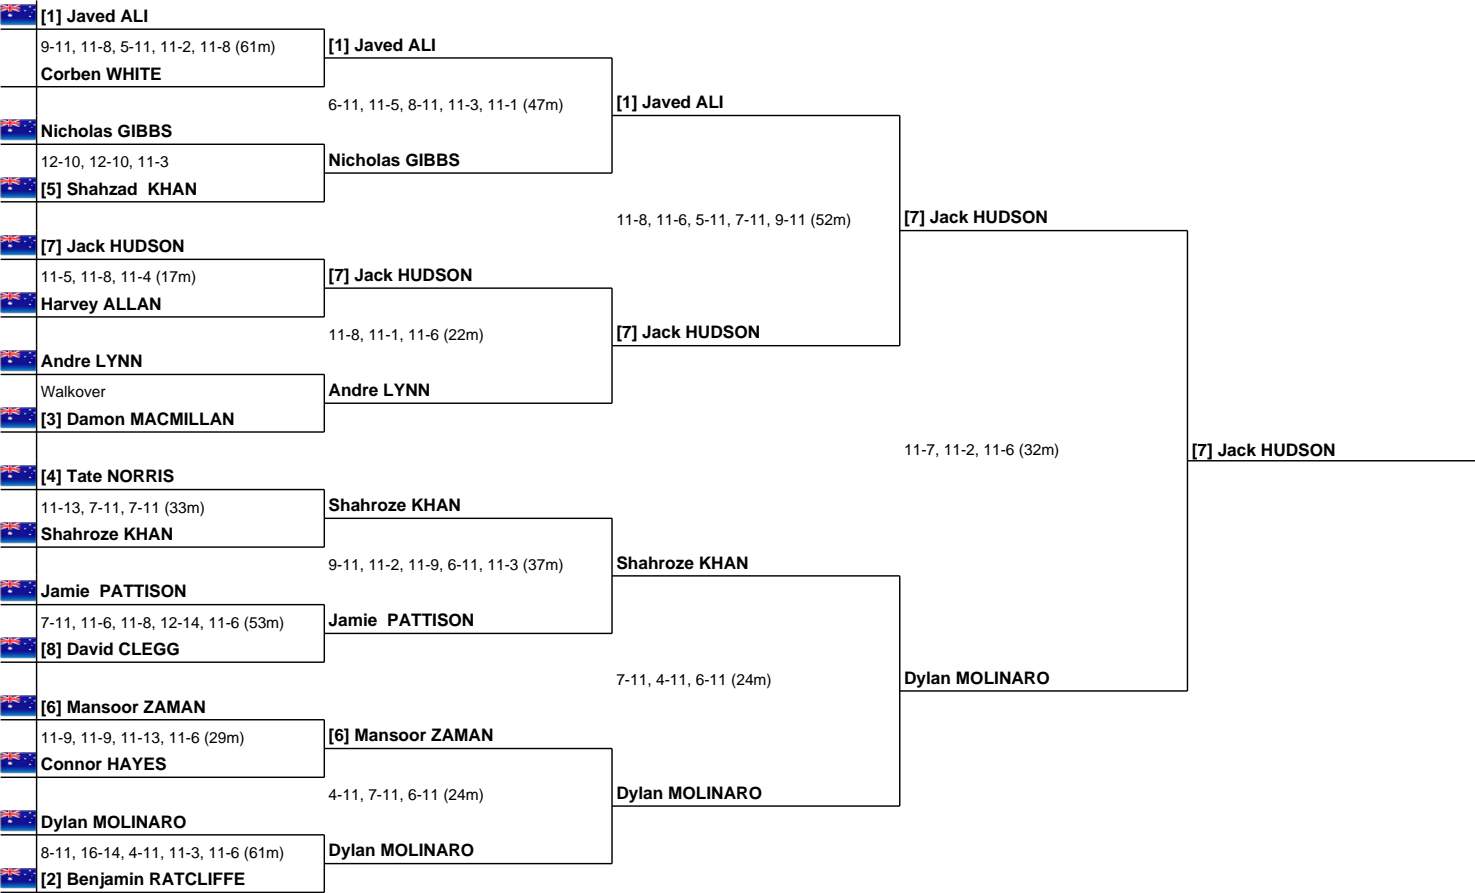 [1] Javed ALI
9-11, 11-8, 5-11, 11-2, 11-8 (61m)
Corben WHITE
[1] Javed ALI
6-11, 11-5, 8-11, 11-3, 11-1 (47m)
[1] Javed ALI
Nicholas GIBBS
12-10, 12-10, 11-3
[5] Shahzad  KHAN
Nicholas GIBBS
11-8, 11-6, 5-11, 7-11, 9-11 (52m)
[7] Jack HUDSON
[7] Jack HUDSON
11-5, 11-8, 11-4 (17m)
Harvey ALLAN
[7] Jack HUDSON
11-8, 11-1, 11-6 (22m)
[7] Jack HUDSON
Andre LYNN
Walkover
[3] Damon MACMILLAN
Andre LYNN
11-7, 11-2, 11-6 (32m)
[7] Jack HUDSON
[4] Tate NORRIS
11-13, 7-11, 7-11 (33m)
Shahroze KHAN
Shahroze KHAN
9-11, 11-2, 11-9, 6-11, 11-3 (37m)
Shahroze KHAN
Jamie  PATTISON
7-11, 11-6, 11-8, 12-14, 11-6 (53m)
[8] David CLEGG
Jamie  PATTISON
7-11, 4-11, 6-11 (24m)
Dylan MOLINARO
[6] Mansoor ZAMAN
11-9, 11-9, 11-13, 11-6 (29m)
Connor HAYES
[6] Mansoor ZAMAN
4-11, 7-11, 6-11 (24m)
Dylan MOLINARO
Dylan MOLINARO
8-11, 16-14, 4-11, 11-3, 11-6 (61m)
[2] Benjamin RATCLIFFE
Dylan MOLINARO